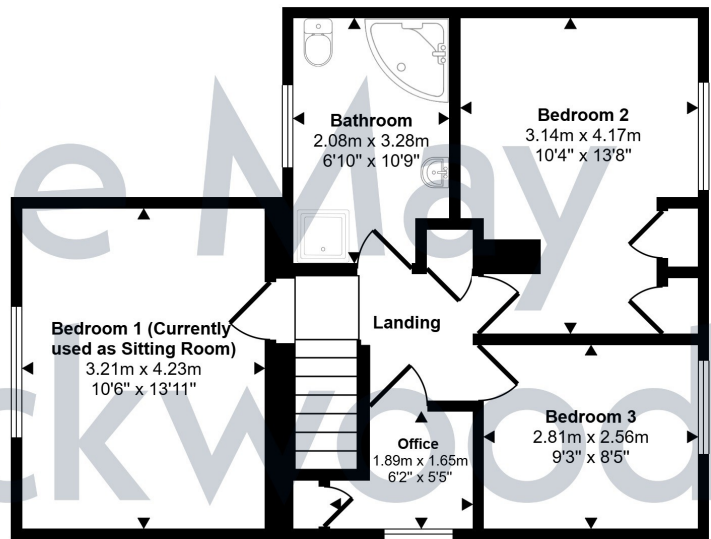 Bathroom
2.08m x 3.28m
6'10" x 10'9"
Bedroom 2
3.14m x 4.17m
10'4" x 13'8"
e May
Bedroom 1 (Currently
used as Sitting Room)
3.21m x 4.23m
10'6" x 13'11"
Landing
Office
1.89m x 1.65m
6'2" x 5'5"
Bedroom 3
2.81m x 2.56m
9'3" x 8'5"
ckwood